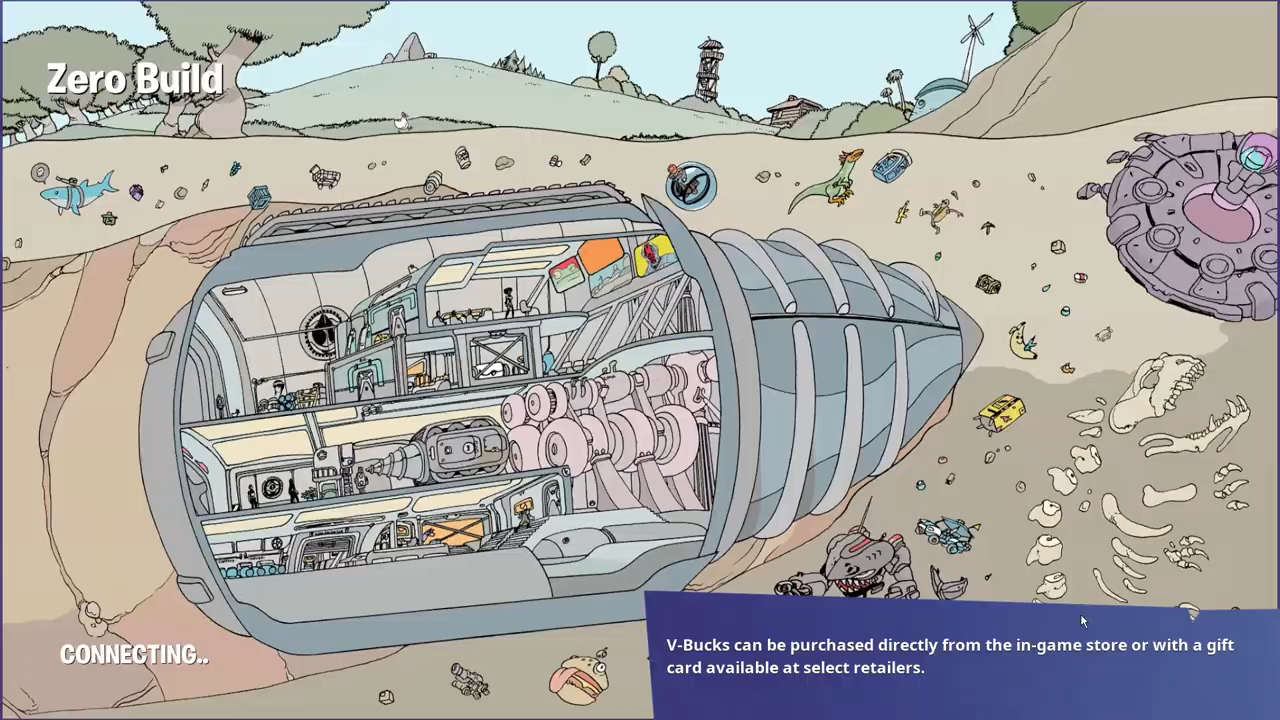 Zero Build
CONNECTING..
V-Bucks can be purchased directly from the in-game store or with a gift
card available at select retailers.